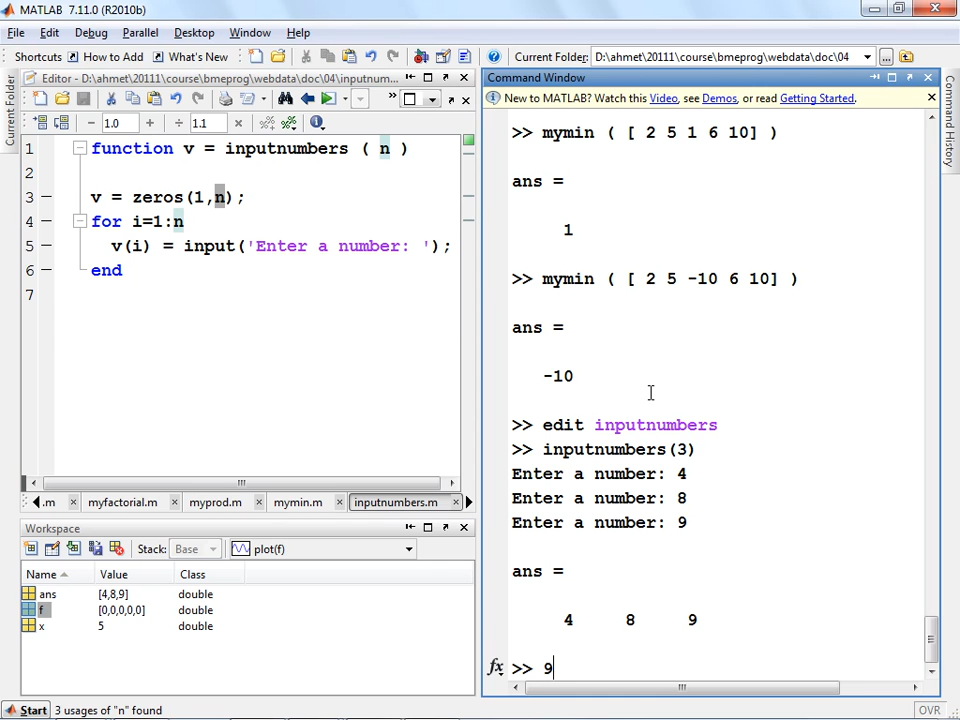 MATLAB 7.11.0 (R2010b)
File Edit Debug Parallel Desktop Window Help
Shortcuts How to Add What's New
Current Folder: D:\ahmet\20111\course\bmeprog\webdata\doc\04
Current Folder
Editor - D:\ahmet\20111\course\bmeprog\webdata\doc\04\inputnum...
1.0 1.1
1 function v = inputnumbers ( n )
2
3 v = zeros(1,n);
4 for i=1:n
5 v(i) = input('Enter a number: ');
6 end
7
.m myfactorial.m myprod.m mymin.m inputnumbers.m
Workspace
Stack: Base plot(f)
Name Value Class
ans [4,8,9] double
f [0,0,0,0,0] double
x 5 double
Command Window
New to MATLAB? Watch this Video, see Demos, or read Getting Started.
>> mymin ( [ 2 5 1 6 10] )
ans =
1
>> mymin ( [ 2 5 -10 6 10] )
ans =
-10
>> edit inputnumbers
>> inputnumbers(3)
Enter a number: 4
Enter a number: 8
Enter a number: 9
ans =
4 8 9
fx >> 9
Command History
Start 3 usages of "n" found
OVR